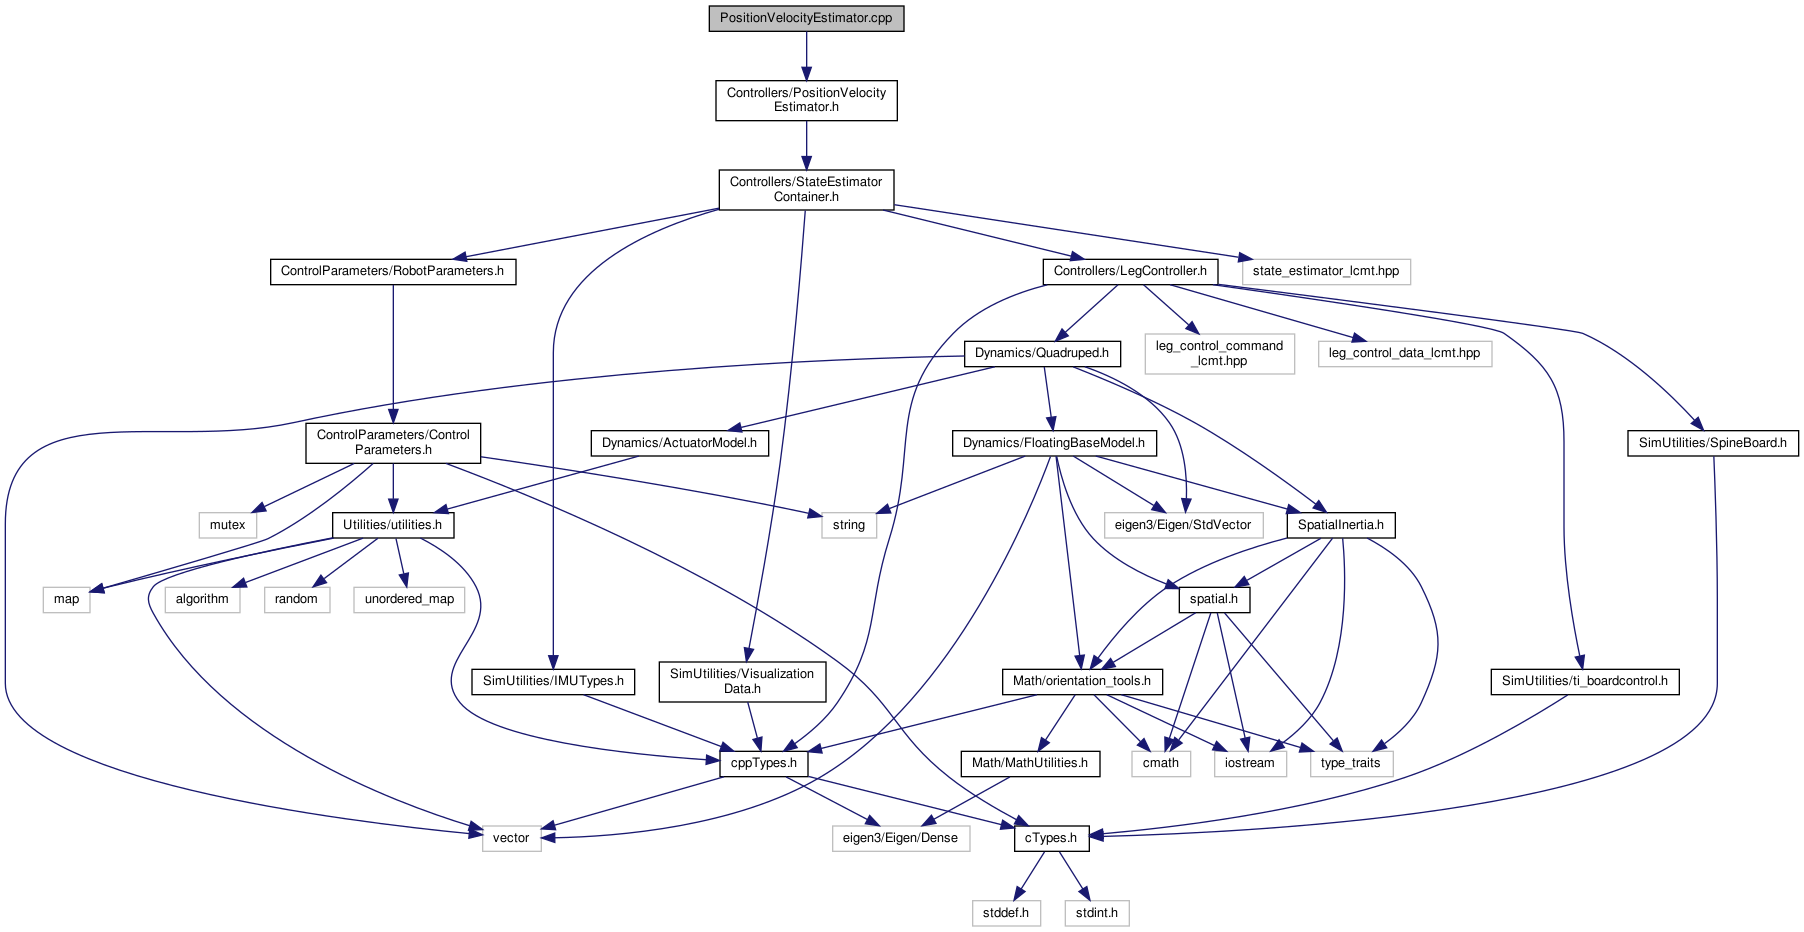 PositionVelocityEstimator.cpp
Controllers/PositionVelocity
Estimator.h
Controllers/StateEstimator
Container.h
ControlParameters/RobotParameters.h
Controllers/LegController.h
state_estimator_lcmt.hpp
Dynamics/Quadruped.h
leg_control_command
_lcmt.hpp
leg_control_data_lcmt.hpp
ControlParameters/Control
Parameters.h
Dynamics/ActuatorModel.h
Dynamics/FloatingBaseModel.h
SimUtilities/SpineBoard.h
mutex
Utilities/utilities.h
string
eigen3/Eigen/StdVector
SpatialInertia.h
map
algorithm
random
unordered_map
spatial.h
SimUtilities/IMUTypes.h
SimUtilities/Visualization
Data.h
Math/orientation_tools.h
SimUtilities/ti_boardcontrol.h
cppTypes.h
Math/MathUtilities.h
cmath
iostream
type_traits
vector
eigen3/Eigen/Dense
cTypes.h
stddef.h
stdint.h